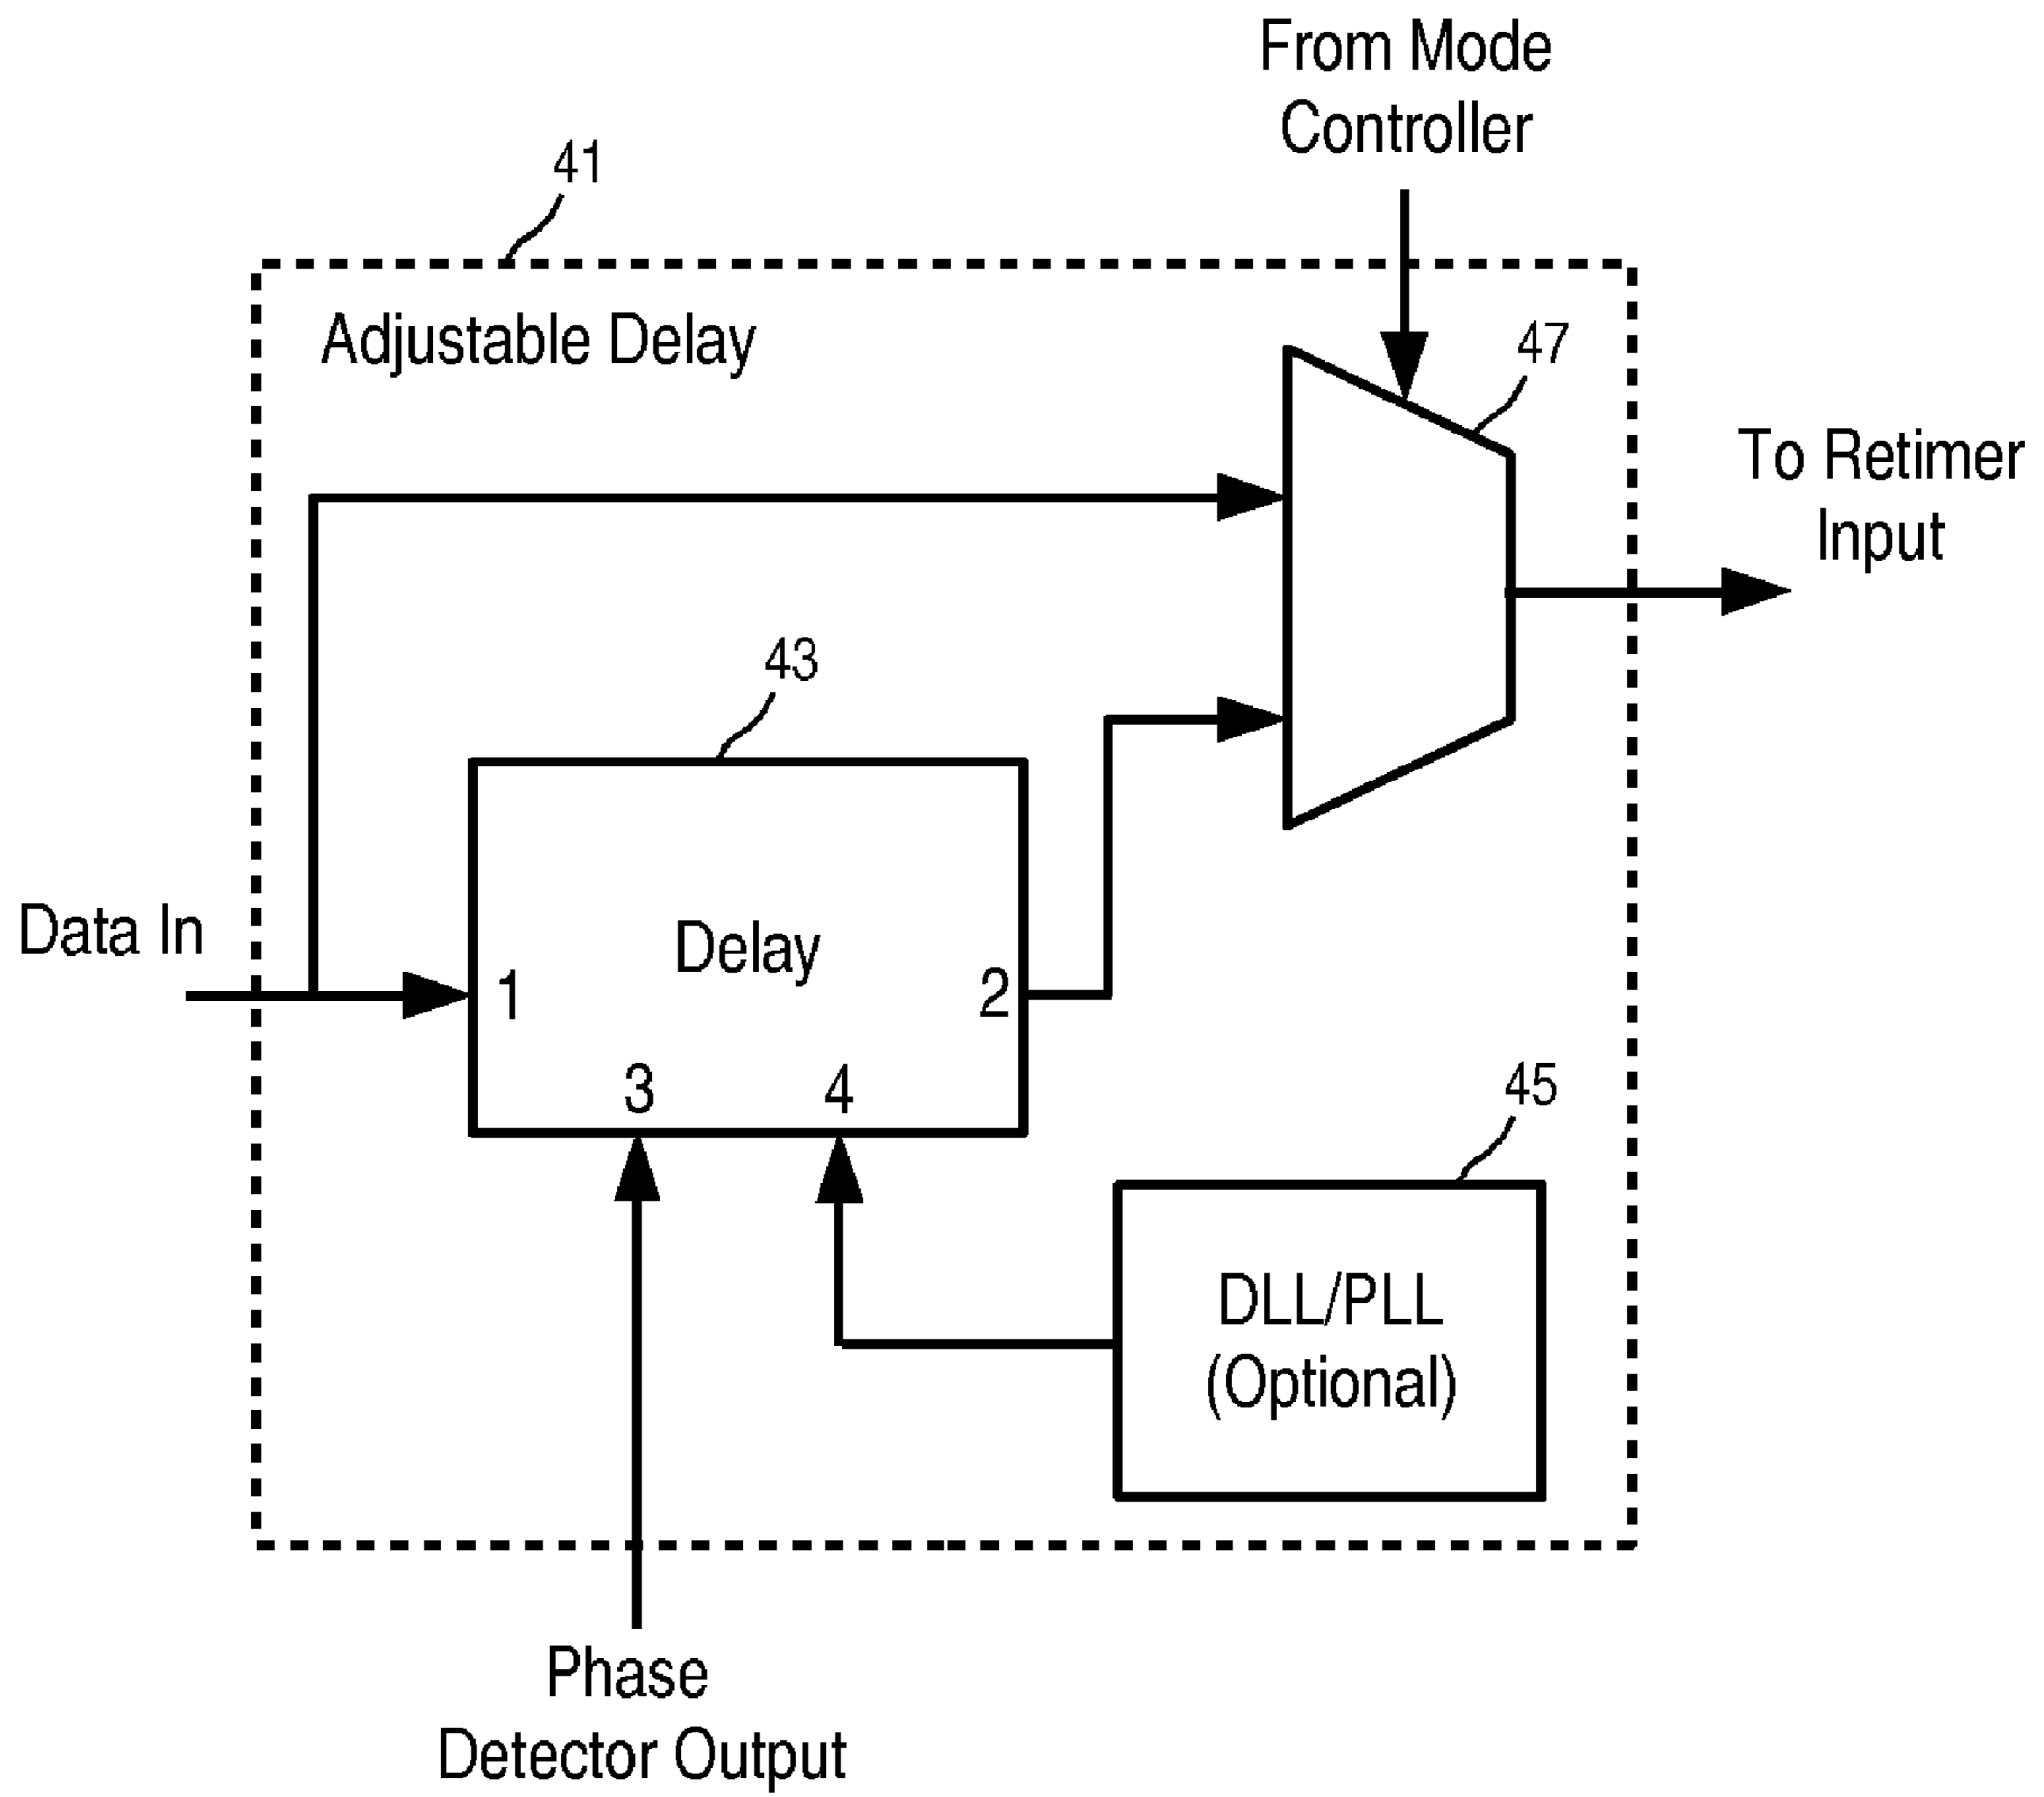 From Mode
Controller
41
Adjustable Delay
47
To Retimer
Input
43
Data In
Delay
1
2
3
4
45
DLL/PLL
(Optional)
Phase
Detector Output